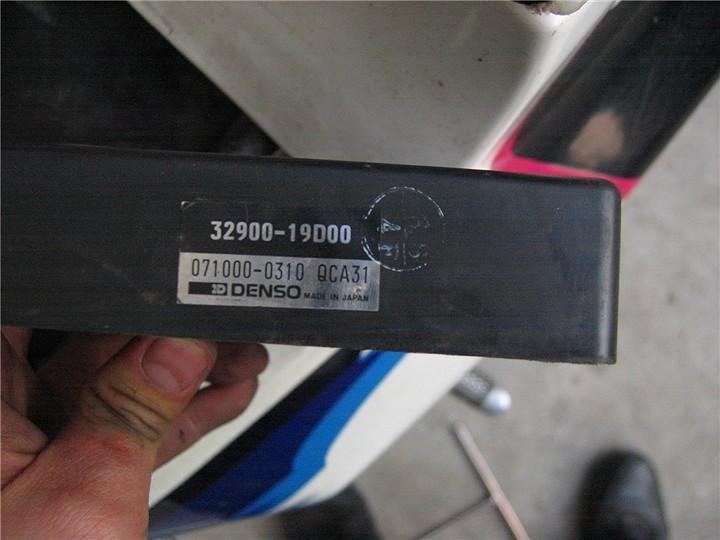 32900-19D00
071000-0310 QCA31
DENSO MADE IN JAPAN